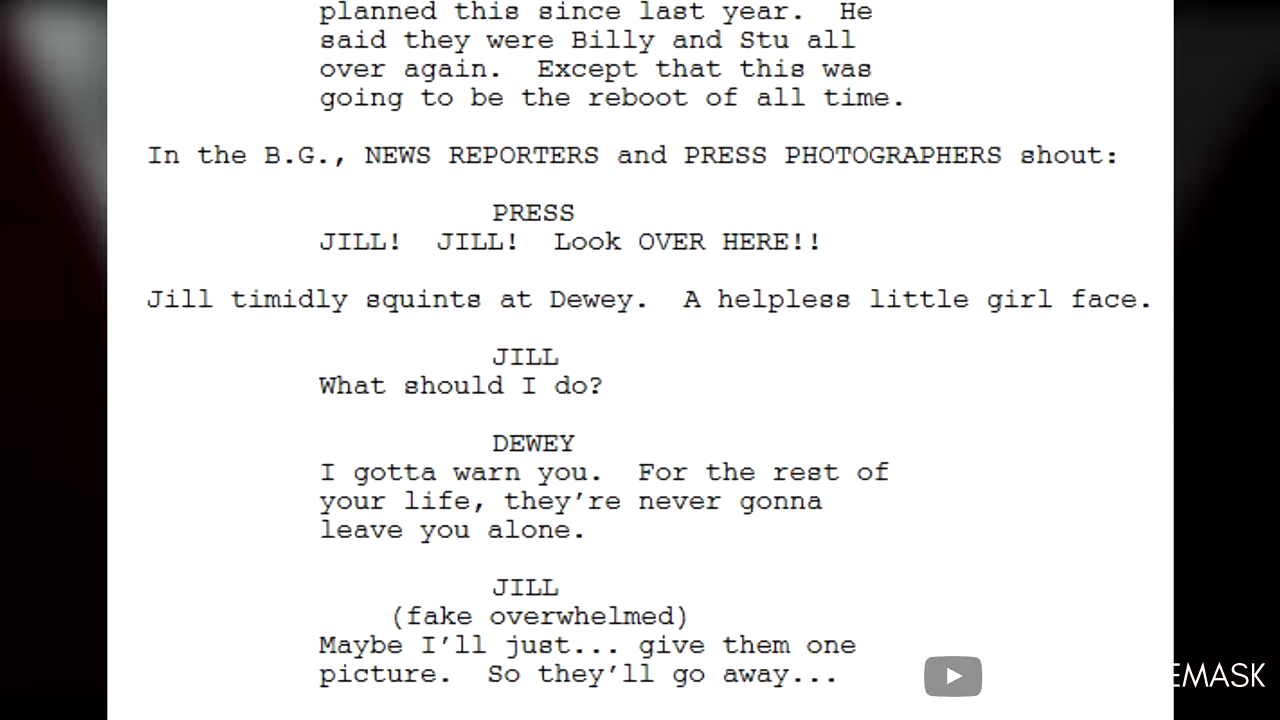 planned this since last year.  He
said they were Billy and Stu all
over again.  Except that this was
going to be the reboot of all time.
In the B.G., NEWS REPORTERS and PRESS PHOTOGRAPHERS shout:
PRESS
JILL!  JILL!  Look OVER HERE!!
Jill timidly squints at Dewey.  A helpless little girl face.
JILL
What should I do?
DEWEY
I gotta warn you.  For the rest of
your life, they're never gonna
leave you alone.
JILL
(fake overwhelmed)
Maybe I'll just... give them one
picture.  So they'll go away...
EMASK